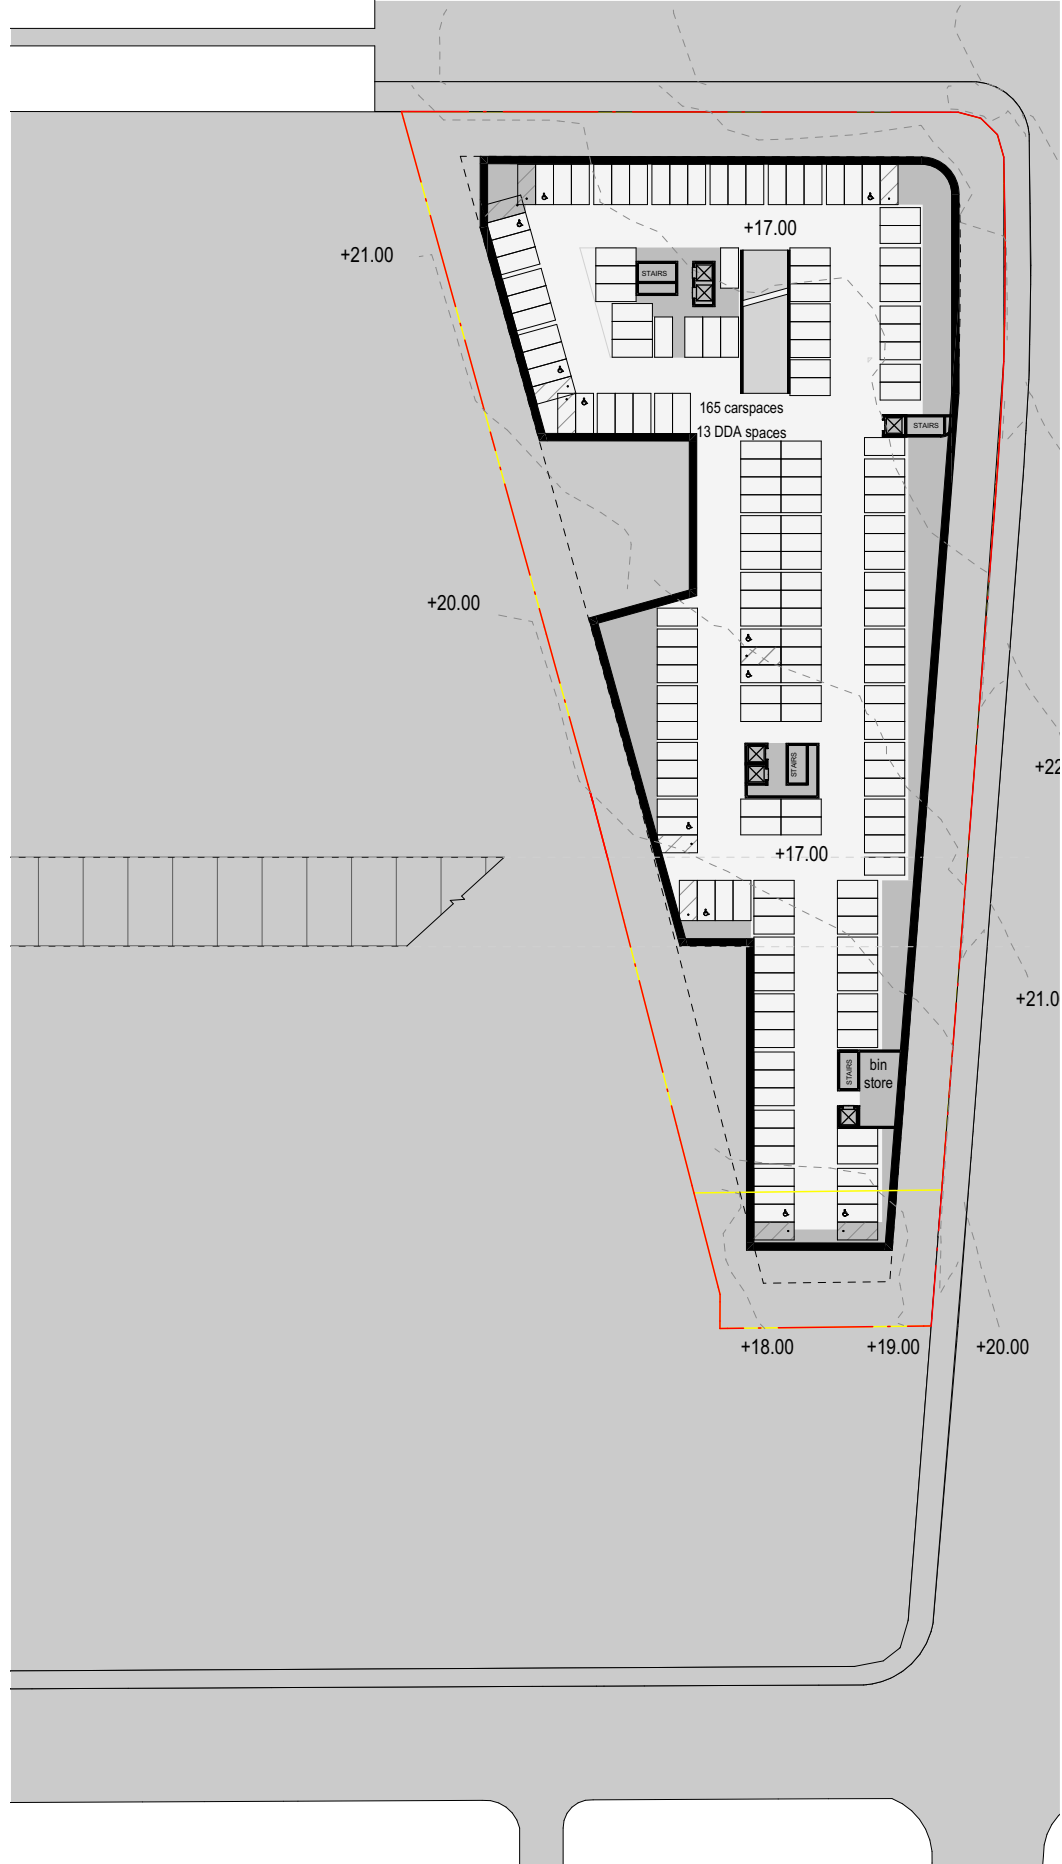 +17.00
+21.00
STAIRS
165 carspaces
13 DDA spaces
STAIRS
+20.00
STAIRS
+22
+17.00
+21.0
STAIRS
bin
store
+18.00
+19.00
+20.00